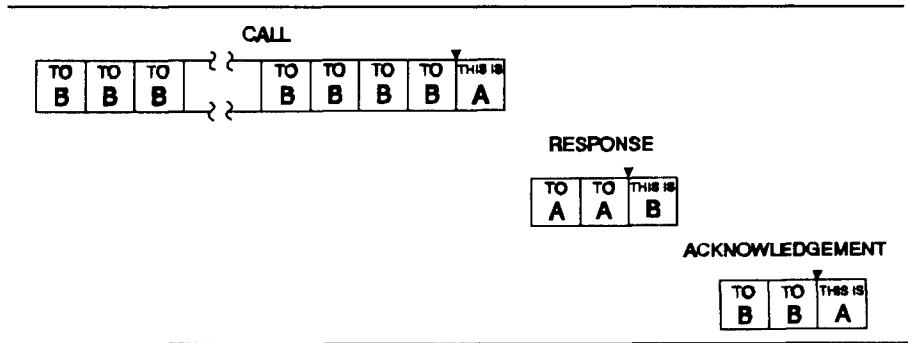 CALL
TO TO TO TO TO TO TO THIS IS
B B B B B B B A
RESPONSE
TO TO THIS IS
A A B
ACKNOWLEDGEMENT
TO TO THIS IS
B B A